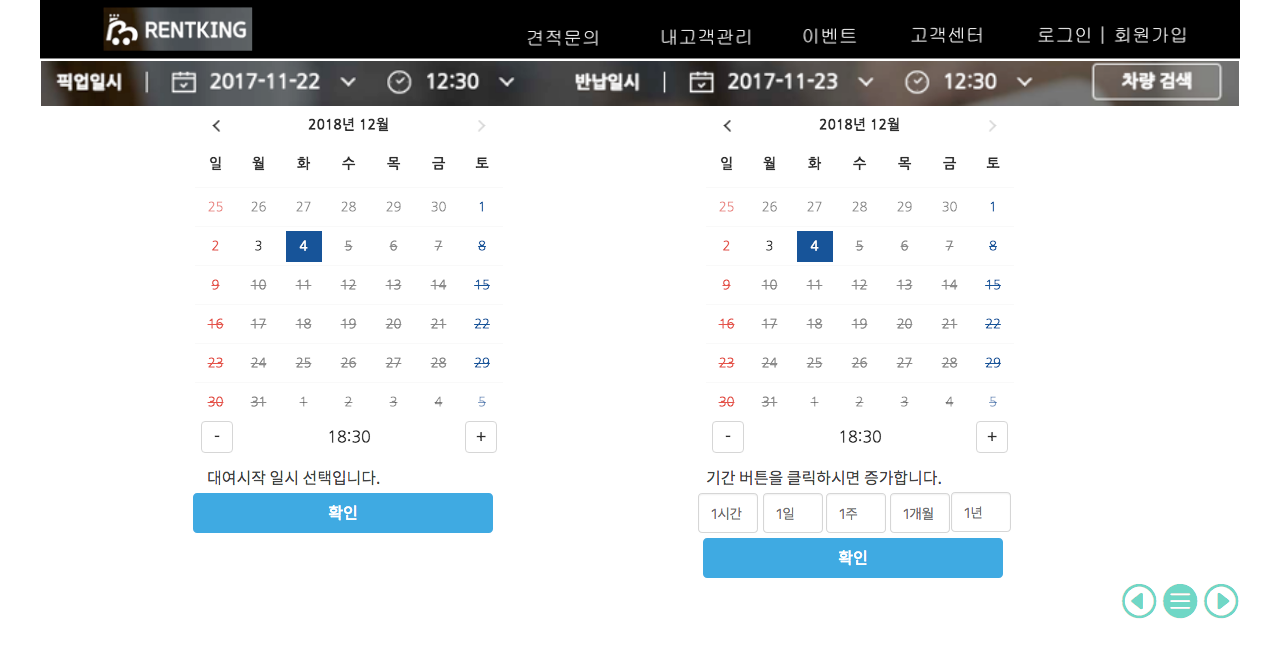 RENTKING
견적문의 내고객관리 이벤트 고객센터 로그인 | 회원가입
픽업일시 | 2017-11-22 12:30 반납일시 | 2017-11-23 12:30 차량 검색
2018년 12월
일 월 화 수 목 금 토
25 26 27 28 29 30 1
2 3 4 5 6 7 8
9 10 11 12 13 14 15
16 17 18 19 20 21 22
23 24 25 26 27 28 29
30 31 1 2 3 4 5
- 18:30 +
대여시작 일시 선택입니다.
확인
2018년 12월
일 월 화 수 목 금 토
25 26 27 28 29 30 1
2 3 4 5 6 7 8
9 10 11 12 13 14 15
16 17 18 19 20 21 22
23 24 25 26 27 28 29
30 31 1 2 3 4 5
- 18:30 +
기간 버튼을 클릭하시면 증가합니다.
1시간 1일 1주 1개월 1년
확인